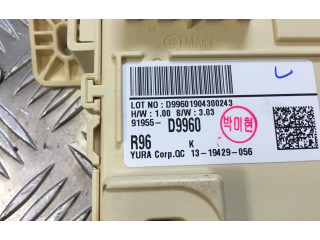 MAIN
LOT NO : D99601904300243
H/W : 1.00 S/W : 3.03
91955- D9960
박미현
R96 K
YURA Corp.QC 13-19429-056